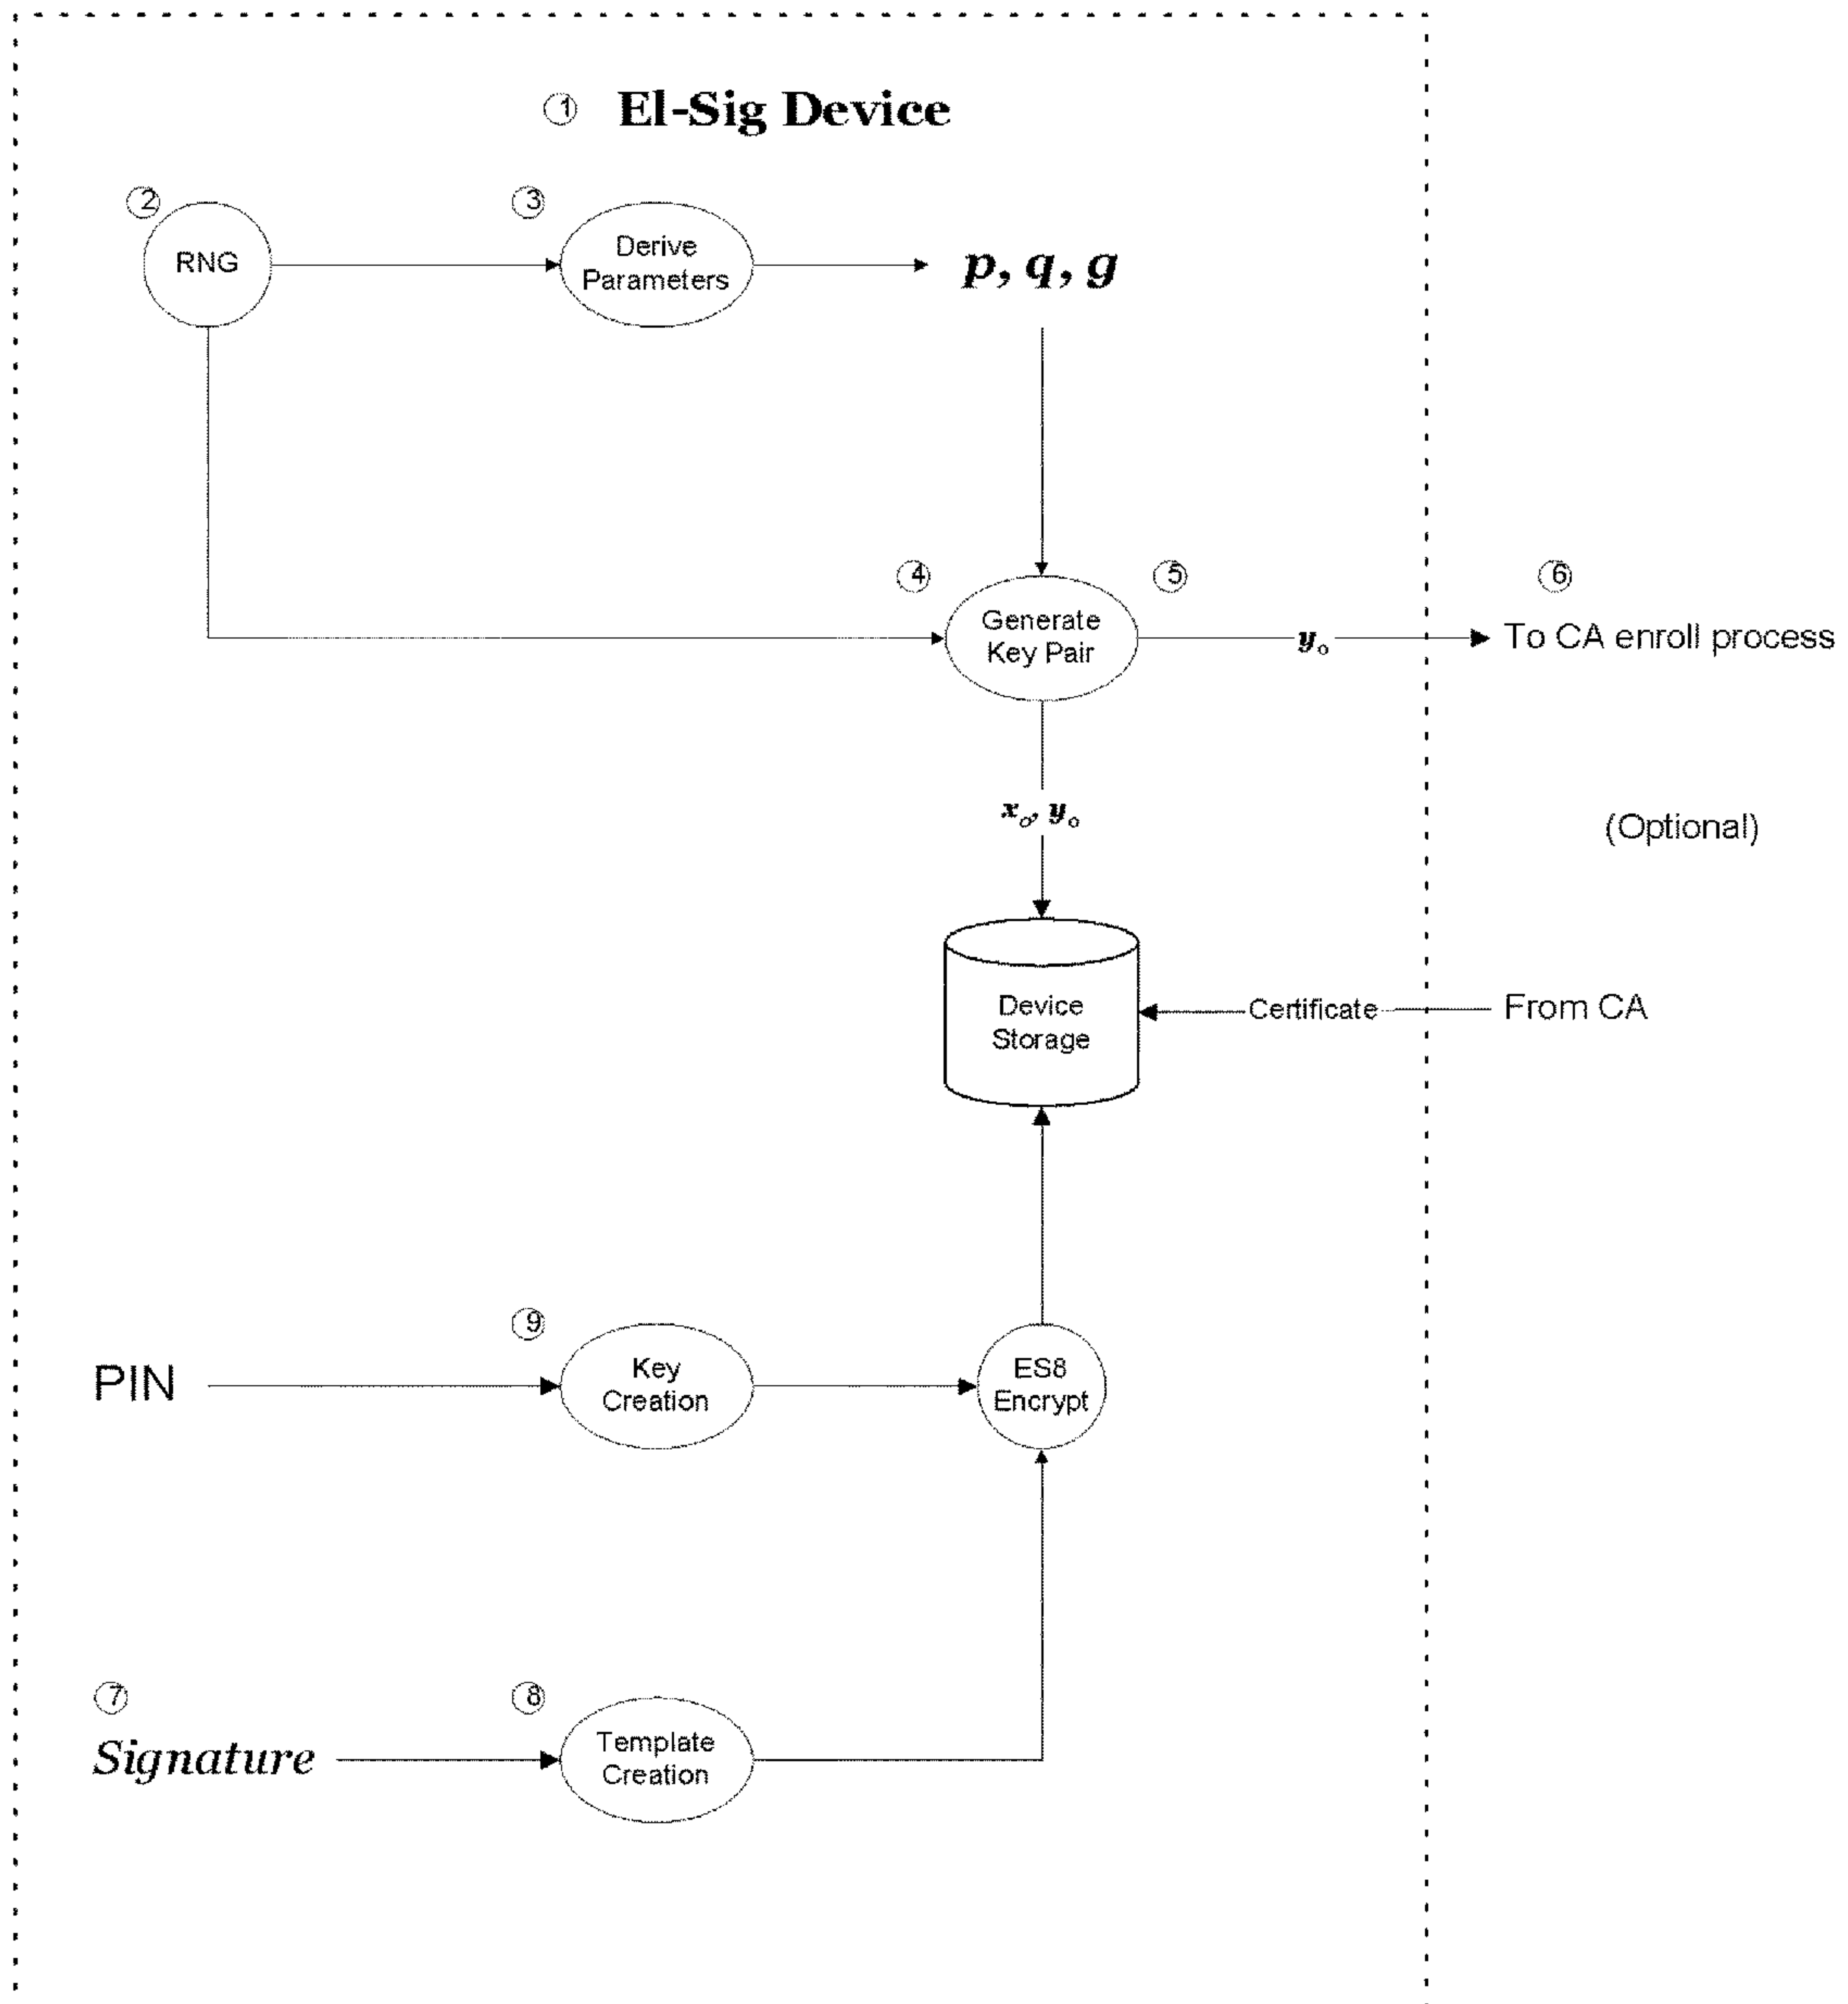 1 El-Sig Device
2
3
RNG
Derive
Parameters
p, q, g
4
5
6
Generate
Key Pair
yo
To CA enroll process
xo, yo
(Optional)
Device
Storage
Certificate
From CA
9
PIN
Key
Creation
ES8
Encrypt
7
8
Signature
Template
Creation